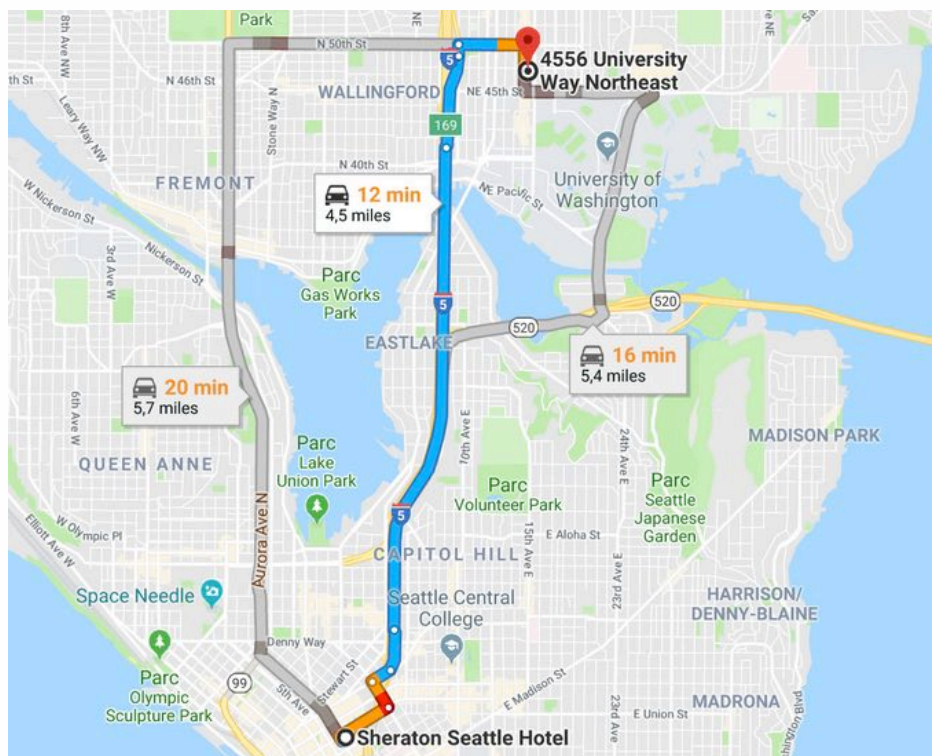 8th Ave NW
Park
NE
N 50th St
5
4556 University
Way Northeast
N 46th St
WALLINGFORD
NE 45th St
Leary Way NW
Stone Way N
169
N 40th St
University of
Washington
FREMONT
12 min
4,5 miles
NE Pacific St
W Nickerson St
3rd Ave W
Nickerson St
Parc
Gas Works
Park
5
520
520
EASTLAKE
16 min
5,4 miles
20 min
5,7 miles
6th Ave W
10th Ave E
24th Ave E
MADISON PARK
QUEEN ANNE
Parc
Lake
Union Park
Parc
Volunteer Park
Parc
Seattle
Japanese
Garden
Aurora Ave N
5
15th Ave E
W Olympic Pl
Elliott Ave W
E Aloha St
CAPITOL HILL
23rd Ave E
Space Needle
Seattle Central
College
HARRISON/
DENNY-BLAINE
Denny Way
Stewart St
Parc
Olympic
Sculpture Park
99
5th Ave
E Madison St
MADRONA
E Union St
23rd Ave
Sheraton Seattle Hotel